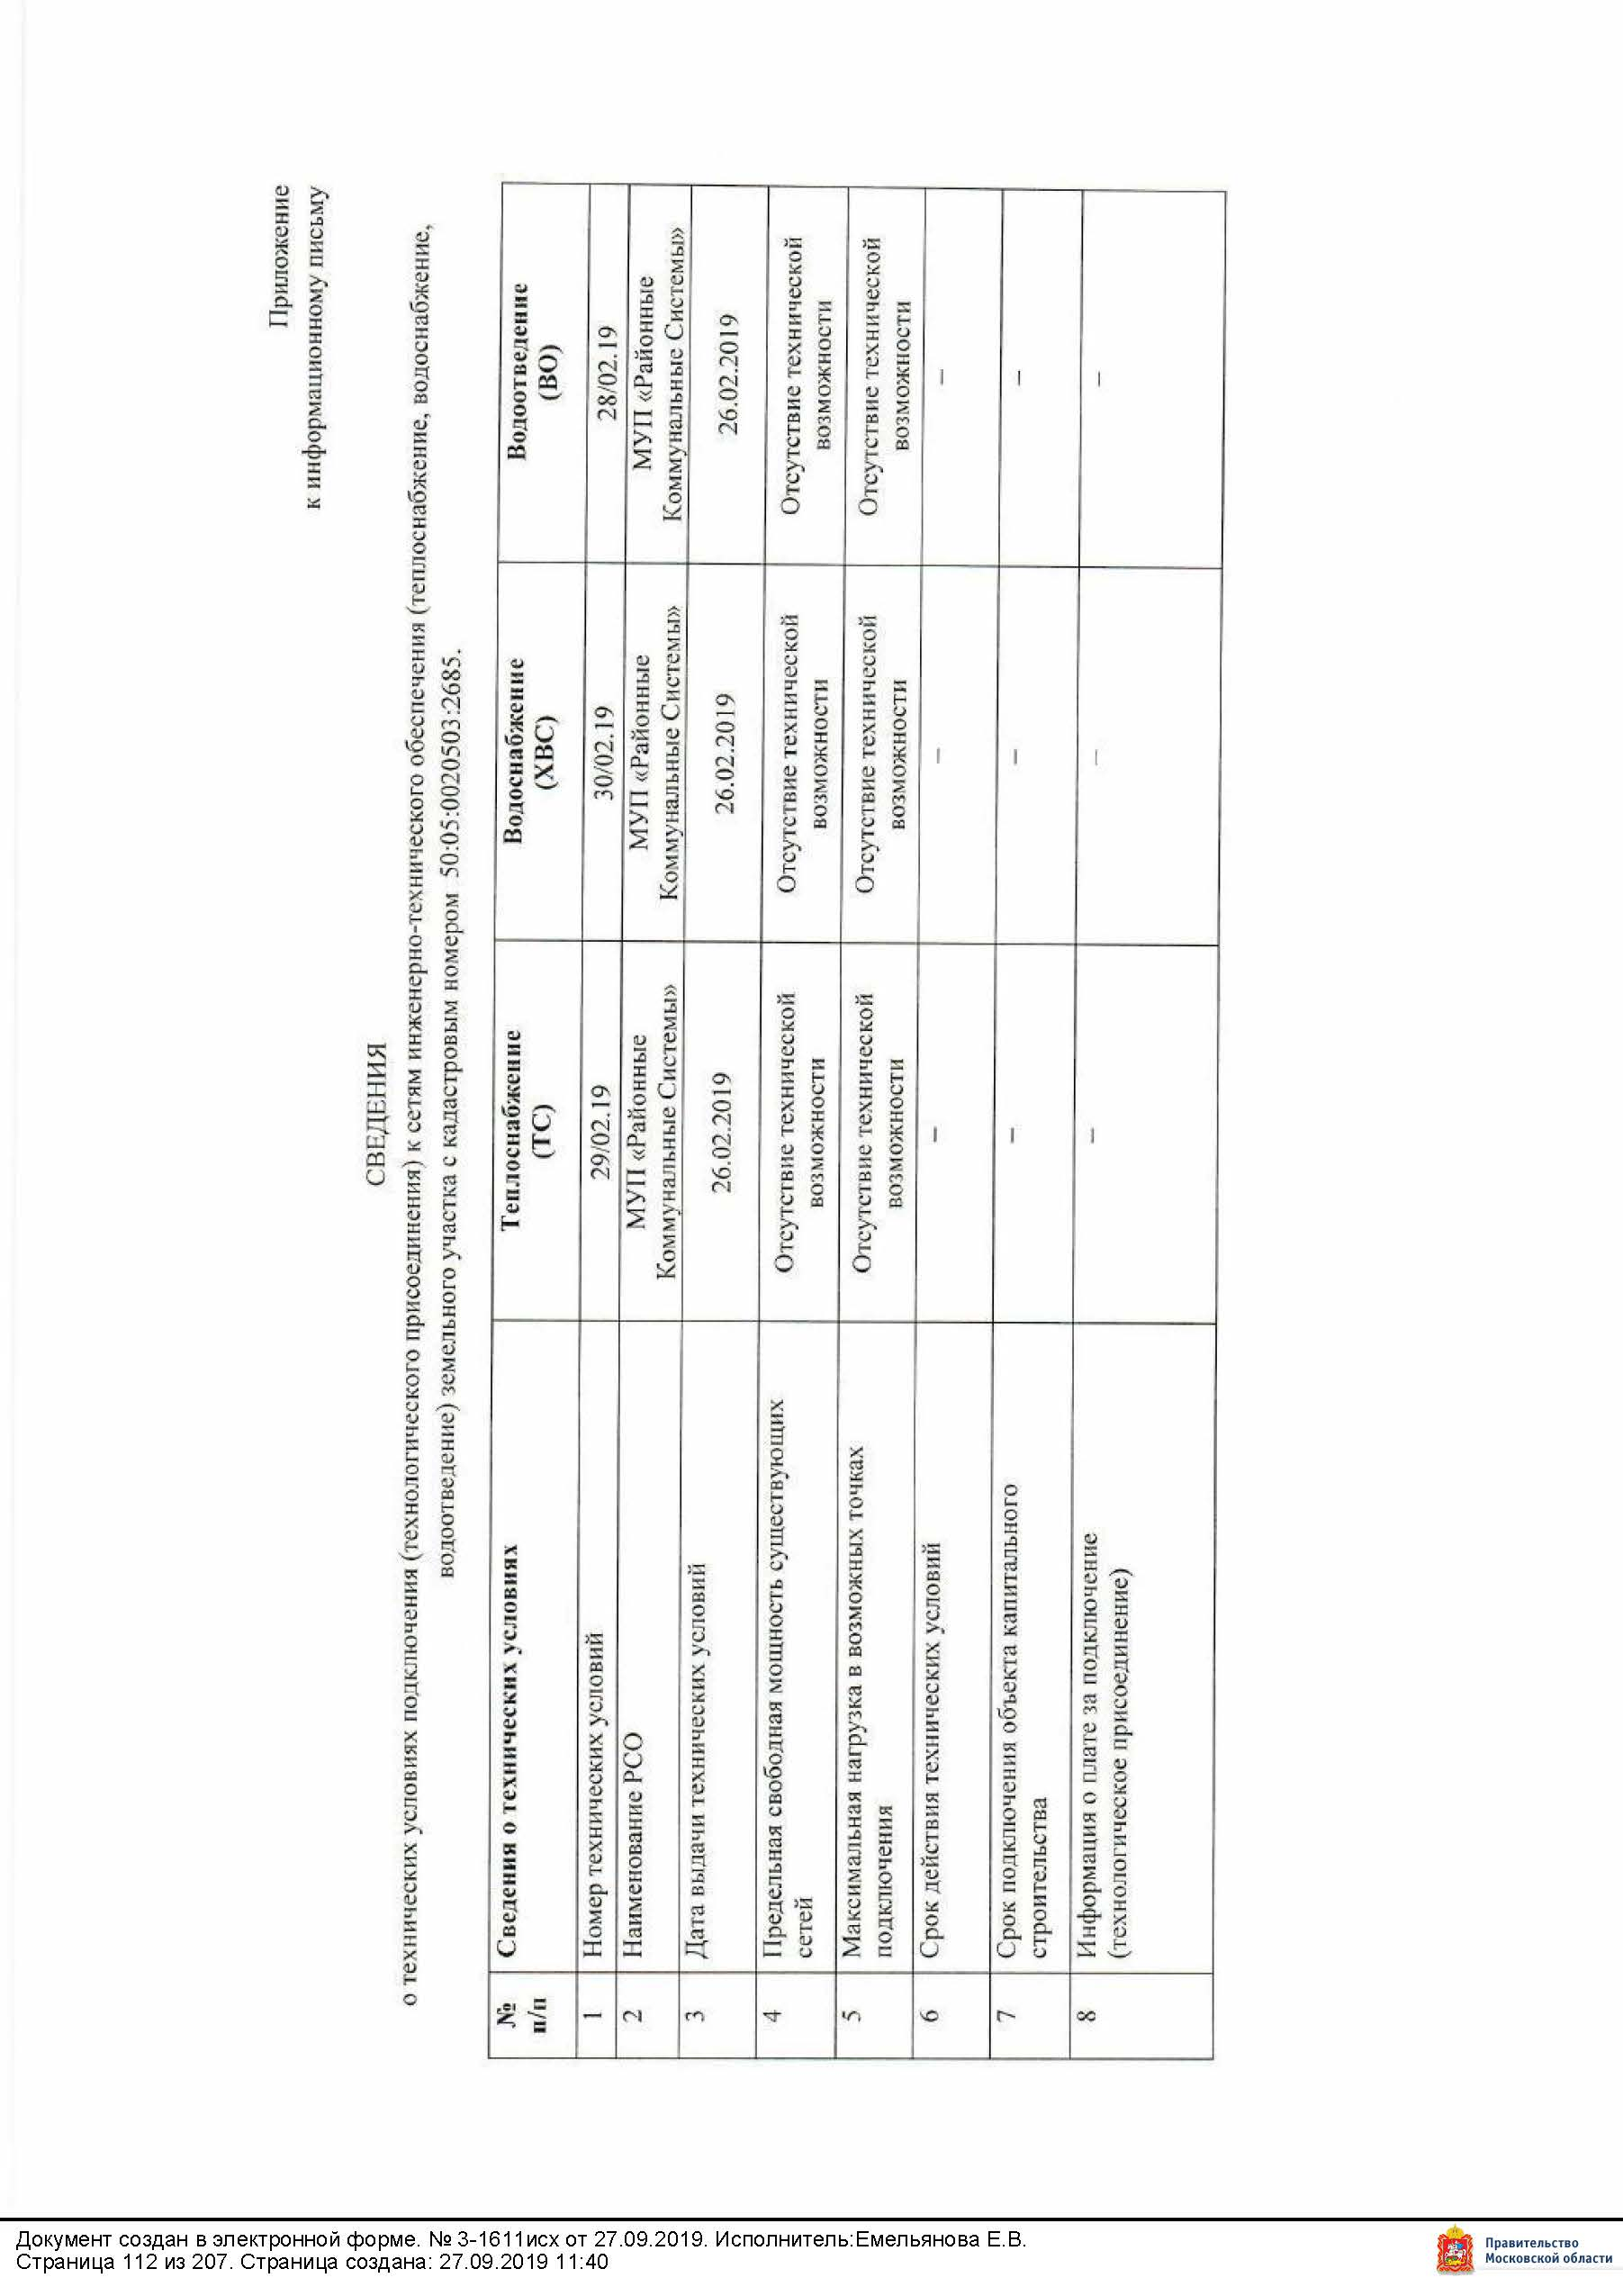 Приложение
к информационному письму
СВЕДЕНИЯ
о технических условиях подключения (технологического присоединения) к сетям инженерно-технического обеспечения (теплоснабжение, водоснабжение,
водоотведение) земельного участка с кадастровым номером 50:05:0020503:2685.
№ п/п Сведения о технических условиях Теплоснабжение (ТС) Водоснабжение (ХВС) Водоотведение (ВО)
1 Номер технических условий 29/02.19 30/02.19 28/02.19
2 Наименование РСО МУП «Районные Коммунальные Системы» МУП «Районные Коммунальные Системы» МУП «Районные Коммунальные Системы»
3 Дата выдачи технических условий 26.02.2019 26.02.2019 26.02.2019
4 Предельная свободная мощность существующих сетей Отсутствие технической возможности Отсутствие технической возможности Отсутствие технической возможности
5 Максимальная нагрузка в возможных точках подключения Отсутствие технической возможности Отсутствие технической возможности Отсутствие технической возможности
6 Срок действия технических условий – – –
7 Срок подключения объекта капитального строительства – – –
8 Информация о плате за подключение (технологическое присоединение) – – –
Документ создан в электронной форме. № 3-1611исх от 27.09.2019. Исполнитель:Емельянова Е.В.
Страница 112 из 207. Страница создана: 27.09.2019 11:40
Правительство
Московской области